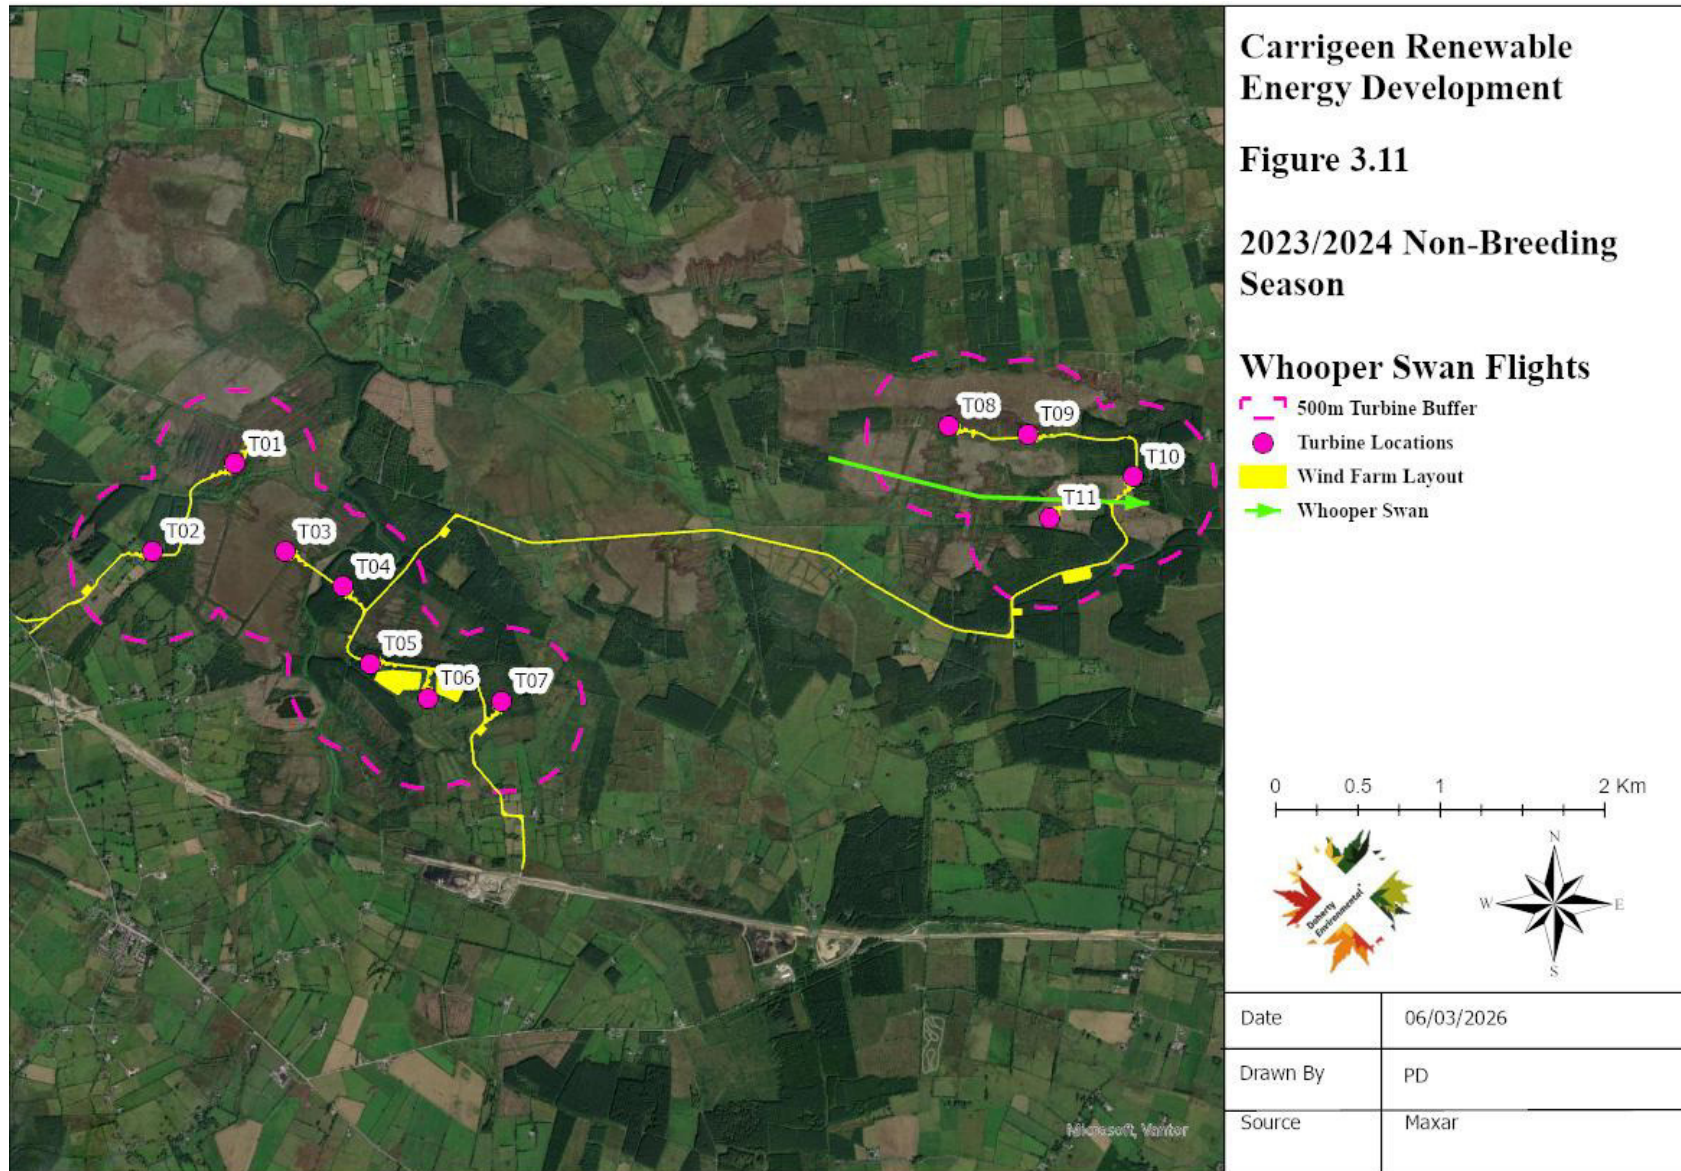 Carrigeen Renewable
Energy Development
Figure 3.11
2023/2024 Non-Breeding
Season
Whooper Swan Flights
500m Turbine Buffer
Turbine Locations
Wind Farm Layout
Whooper Swan
T01
T02
T03
T04
T05
T06
T07
T08
T09
T10
T11
0 0.5 1 2 Km
Doherty
Environmental
N
W E
S
Date 06/03/2026
Drawn By PD
Source Maxar
Microsoft, Vantor